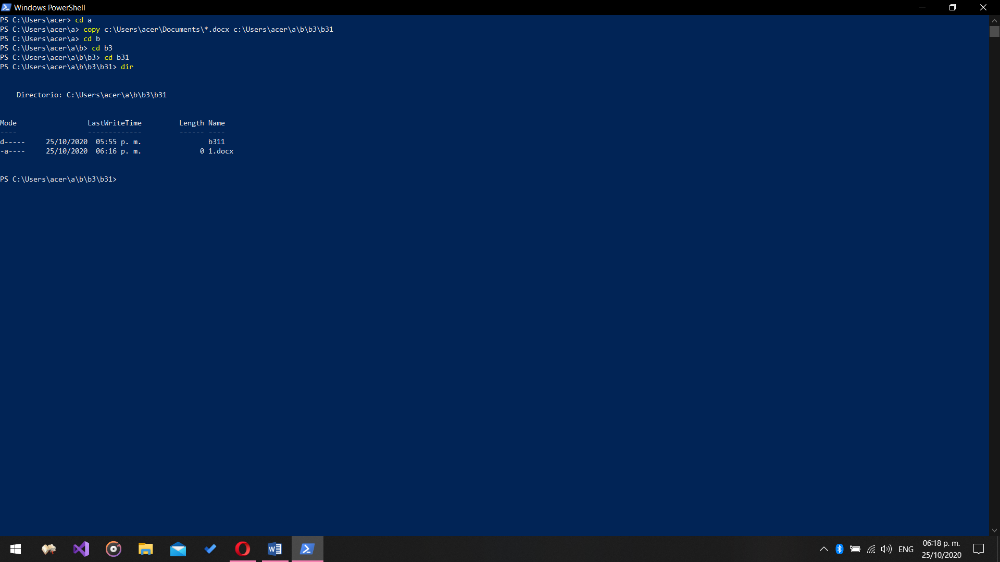 Windows PowerShell
PS C:\Users\acer> cd a
PS C:\Users\acer\a> copy c:\Users\acer\Documents\*.docx c:\Users\acer\a\b\b3\b31
PS C:\Users\acer\a> cd b
PS C:\Users\acer\a\b> cd b3
PS C:\Users\acer\a\b\b3> cd b31
PS C:\Users\acer\a\b\b3\b31> dir
Directorio: C:\Users\acer\a\b\b3\b31
Mode LastWriteTime Length Name
---- ------------- ------ ----
d----- 25/10/2020 05:55 p. m. b311
-a---- 25/10/2020 06:16 p. m. 0 1.docx
PS C:\Users\acer\a\b\b3\b31>
ENG
06:18 p. m.
25/10/2020